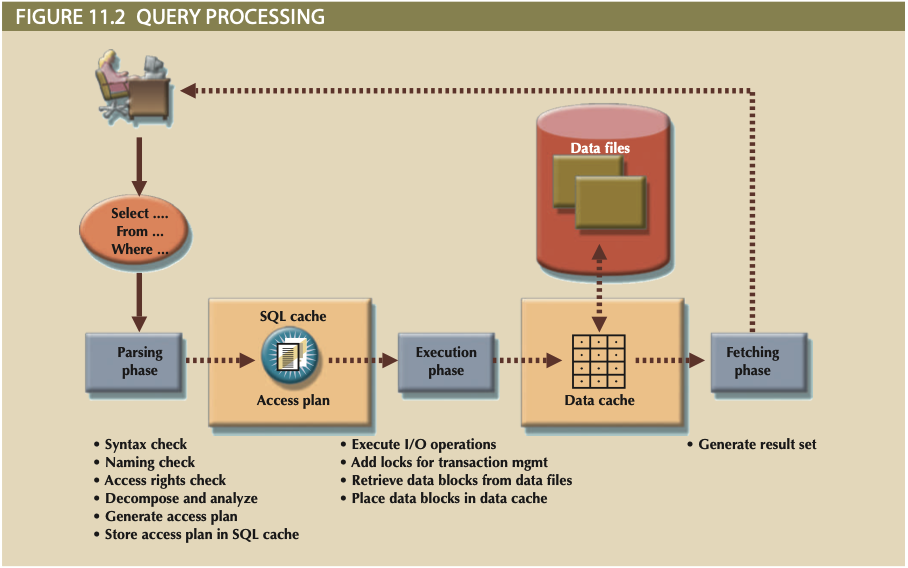 FIGURE 11.2 QUERY PROCESSING
Data files
Select ....
From ...
Where ...
SQL cache
Parsing
phase
Access plan
Execution
phase
Data cache
Fetching
phase
• Syntax check
• Naming check
• Access rights check
• Decompose and analyze
• Generate access plan
• Store access plan in SQL cache
• Execute I/O operations
• Add locks for transaction mgmt
• Retrieve data blocks from data files
• Place data blocks in data cache
• Generate result set